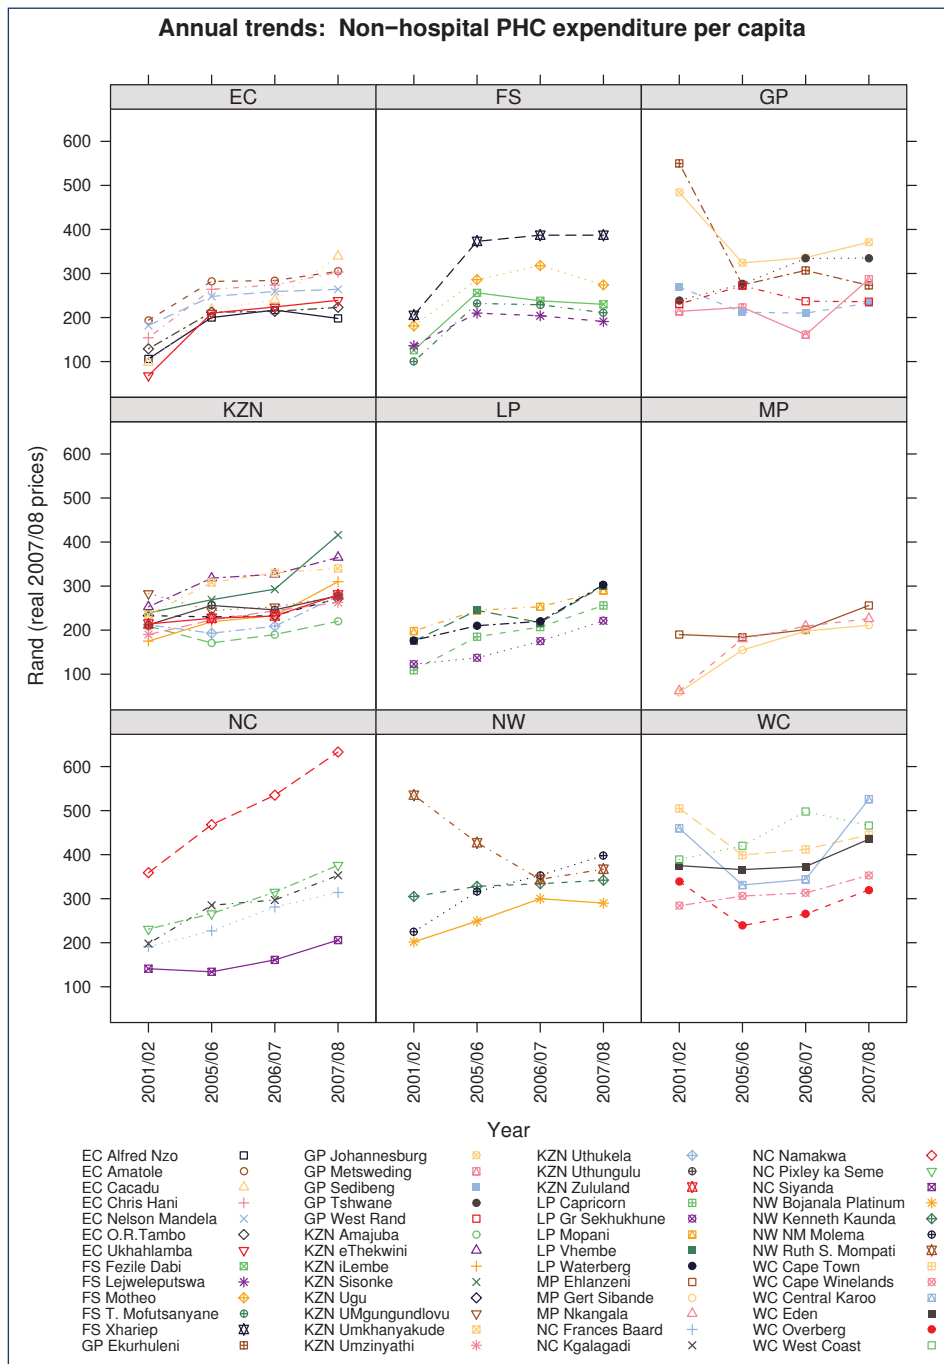 Annual trends: Non−hospital PHC expenditure per capita
EC FS GP
600
500
400
300
200
100
KZN LP MP
600
500
400
300
200
100
NC NW WC
600
500
400
300
200
100
Rand (real 2007/08 prices)
2001/02 2005/06 2006/07 2007/08 2001/02 2005/06 2006/07 2007/08 2001/02 2005/06 2006/07 2007/08
Year
EC Alfred Nzo GP Johannesburg KZN Uthukela NC Namakwa
EC Amatole GP Metsweding KZN Uthungulu NC Pixley ka Seme
EC Cacadu GP Sedibeng KZN Zululand NC Siyanda
EC Chris Hani GP Tshwane LP Capricorn NW Bojanala Platinum
EC Nelson Mandela GP West Rand LP Gr Sekhukhune NW Kenneth Kaunda
EC O.R.Tambo KZN Amajuba LP Mopani NW NM Molema
EC Ukhahlamba KZN eThekwini LP Vhembe NW Ruth S. Mompati
FS Fezile Dabi KZN iLembe LP Waterberg WC Cape Town
FS Lejweleputswa KZN Sisonke MP Ehlanzeni WC Cape Winelands
FS Motheo KZN Ugu MP Gert Sibande WC Central Karoo
FS T. Mofutsanyane KZN UMgungundlovu MP Nkangala WC Eden
FS Xhariep KZN Umkhanyakude NC Frances Baard WC Overberg
GP Ekurhuleni KZN Umzinyathi NC Kgalagadi WC West Coast